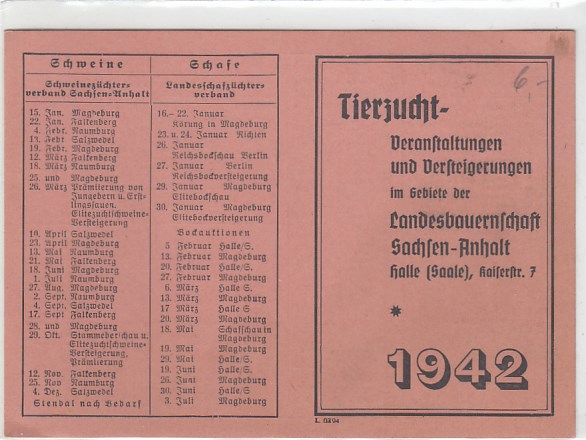 Schweine
Schweinezüchter-
verband Sachsen-Anhalt
15. Jan. Magdeburg
22. Jan. Falkenberg
4. Febr. Naumburg
18. Febr. Salzwedel
19. Febr. Magdeburg
12. März Falkenberg
18. März Naumburg
25. und Magdeburg
26. März Prämiierung von
Jungebern u. Erst-
lingssauen,
Elitezuchtschweine-
Versteigerung
19. April Salzwedel
23. April Magdeburg
13. Mai Naumburg
21. Mai Falkenberg
18. Juni Magdeburg
1. Juli Naumburg
27. Aug. Magdeburg
2. Sept. Naumburg
4. Sept. Salzwedel
17. Sept. Falkenberg
28. und Magdeburg
29. Okt. Stammeberschau u.
Elitezuchtschweine-
Versteigerung,
Prämiierung
12. Nov. Falkenberg
25. Nov. Naumburg
4. Dez. Salzwedel
Stendal nach Bedarf
Schafe
Landesschafzüchter-
verband
16.–22. Januar
Körung in Magdeburg
23. u. 24. Januar
26. Januar
Reichsbockschau Berlin
27. Januar Berlin
Reichsbockversteigerung
29. Januar Magdeburg
Elitebockschau
30. Januar Magdeburg
Elitebockversteigerung
Bockauktionen
5. Februar Halle/S.
13. Februar Magdeburg
20. Februar Magdeburg
6. März Halle S.
13. März Magdeburg
17. März Halle S.
20. März Magdeburg
18. Mai Schafschau in
Magdeburg
19. Mai Magdeburg
29. Mai Halle/S.
19. Juni Halle/S.
26. Juni Magdeburg
30. Juni Halle/S.
3. Juli Magdeburg
6,-
Tierzucht-
Veranstaltungen
und Versteigerungen
im Gebiete der
Landesbauernschaft
Sachsen-Anhalt
Halle (Saale), Kaiserstr. 7
*
1942